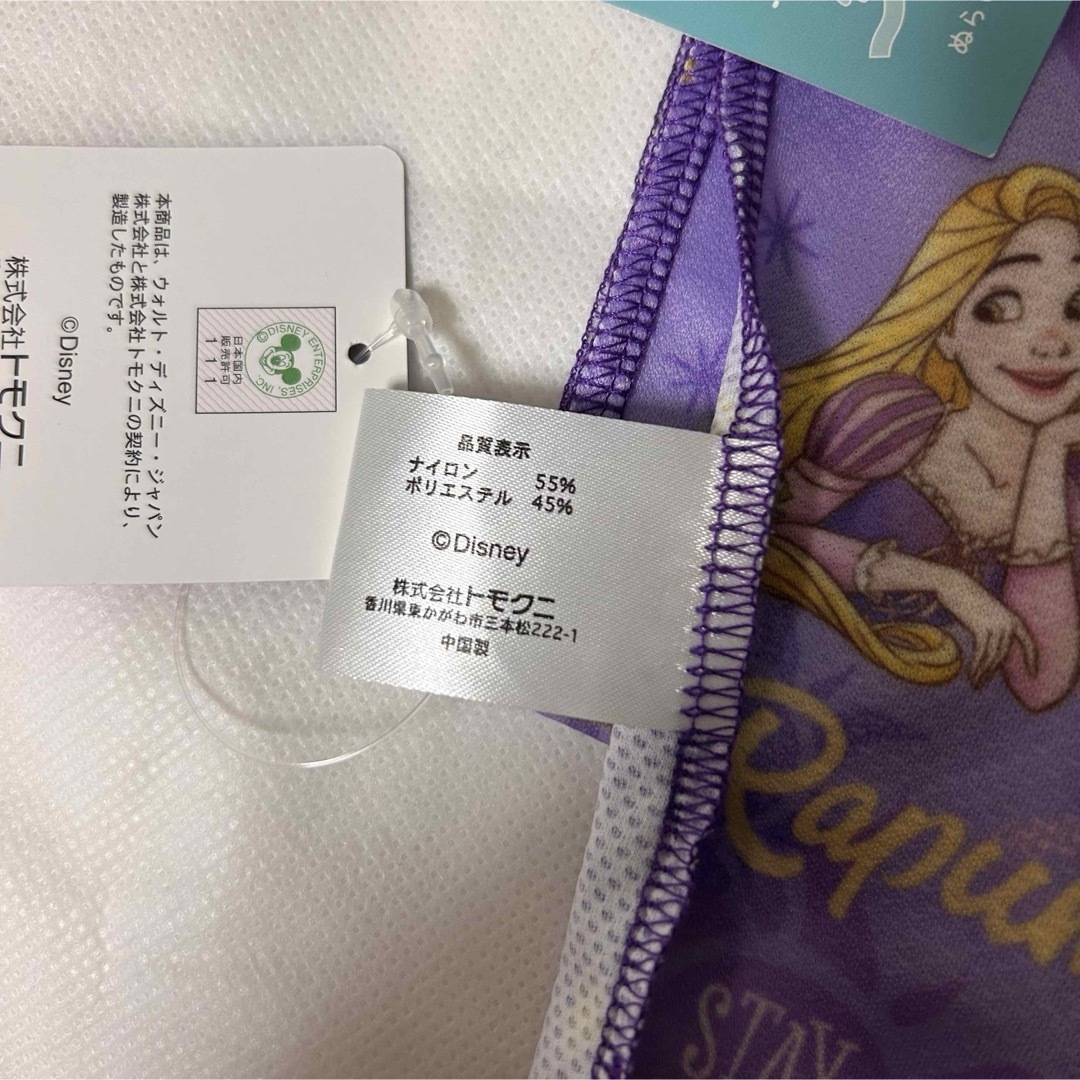 本商品は、ウォルト・ディズニー・ジャパン
株式会社と株式会社トモクニの契約により、
製造したものです。
©Disney
株式会社トモクニ
©DISNEY ENTERPRISES, INC.
日本国内
販売許可
111
品質表示
ナイロン 55%
ポリエステル 45%
©Disney
株式会社トモクニ
香川県東かがわ市三本松222-1
中国製
ぬら
Rapun
STAY